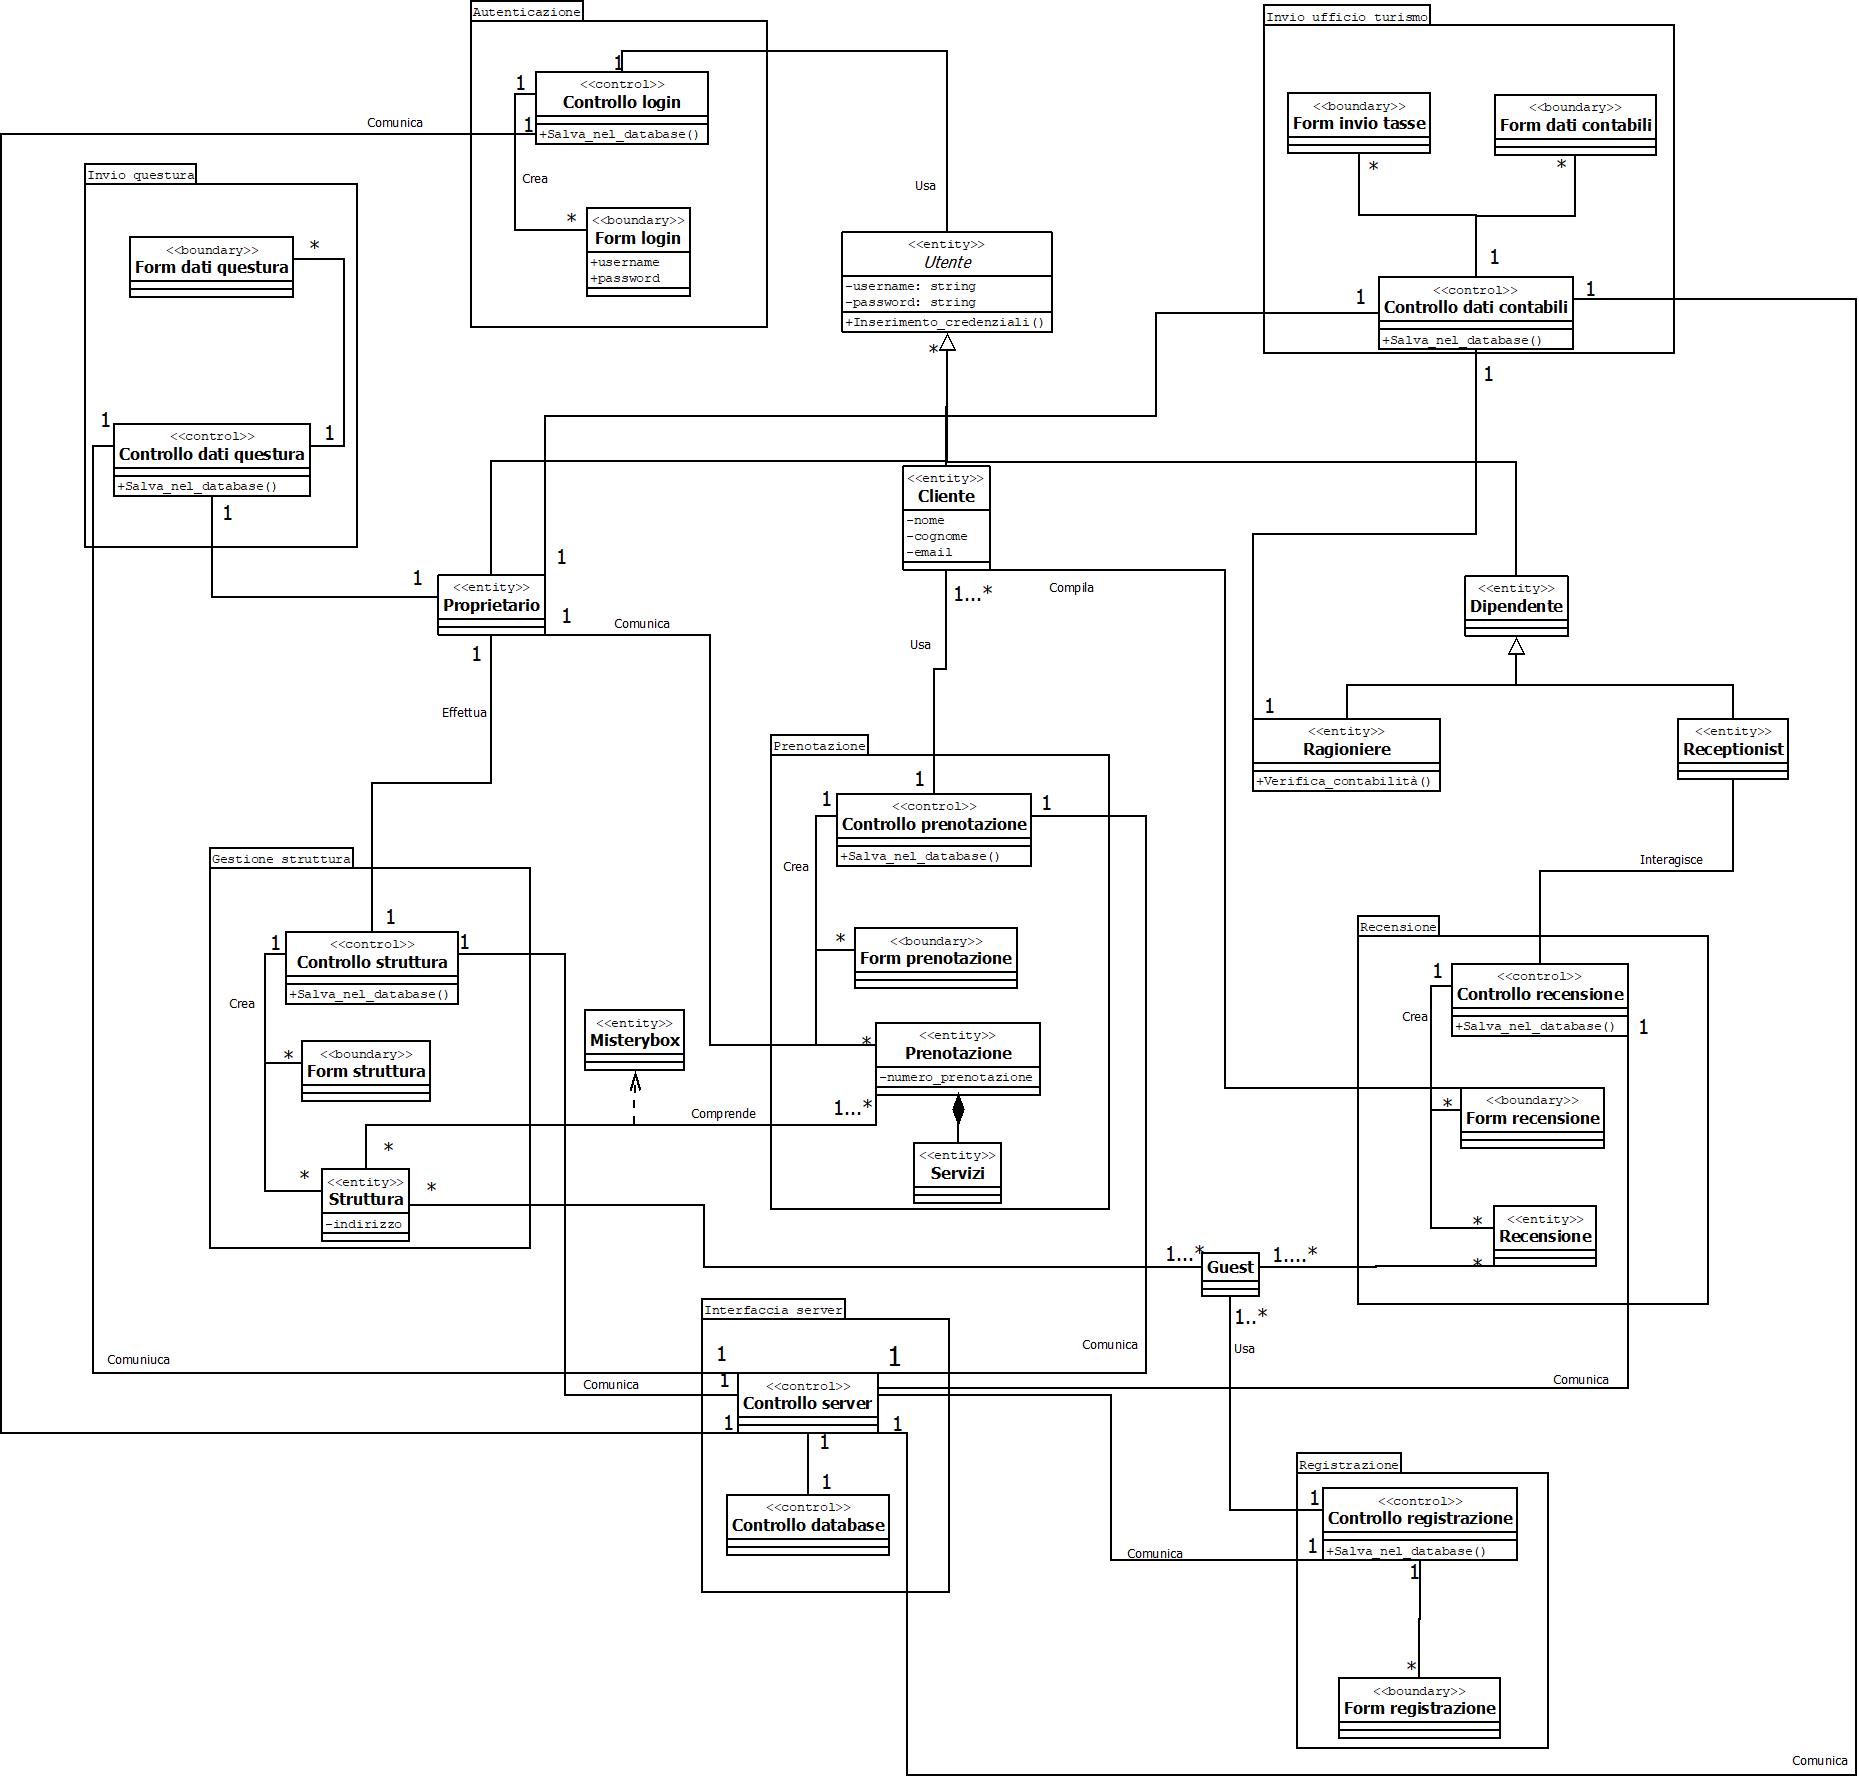 Autenticazione
1
1
<<control>>
Controllo login
1
+Salva_nel_database()
Comunica
Crea
*
<<boundary>>
Form login
+username
+password
Usa
Invio ufficio turismo
<<boundary>>
Form invio tasse
*
<<boundary>>
Form dati contabili
*
1
1
1
<<control>>
Controllo dati contabili
+Salva_nel_database()
1
Invio questura
<<boundary>>
Form dati questura
*
1
1
<<control>>
Controllo dati questura
+Salva_nel_database()
1
<<entity>>
Utente
-username: string
-password: string
+Inserimento_credenziali()
*
<<entity>>
Cliente
-nome
-cognome
-email
1...*
Compila
Usa
1
1
<<entity>>
Proprietario
1
Comunica
1
Effettua
<<entity>>
Dipendente
1
<<entity>>
Ragioniere
+Verifica_contabilità()
<<entity>>
Receptionist
Interagisce
Prenotazione
1
1
1
<<control>>
Controllo prenotazione
+Salva_nel_database()
Crea
*
<<boundary>>
Form prenotazione
*
<<entity>>
Prenotazione
-numero_prenotazione
1...*
<<entity>>
Servizi
Gestione struttura
1
1
1
<<control>>
Controllo struttura
+Salva_nel_database()
Crea
*
<<boundary>>
Form struttura
<<entity>>
Misterybox
Comprende
*
*
*
<<entity>>
Struttura
-indirizzo
Recensione
1
<<control>>
Controllo recensione
+Salva_nel_database()
1
Crea
*
<<boundary>>
Form recensione
*
<<entity>>
Recensione
*
1...*
1....*
Guest
1..*
Usa
Interfaccia server
Comuniuca
Comunica
Comunica
Comunica
1
1
1
1
1
<<control>>
Controllo server
1
1
<<control>>
Controllo database
Registrazione
1
<<control>>
Controllo registrazione
1
+Salva_nel_database()
Comunica
1
*
<<boundary>>
Form registrazione
Comunica